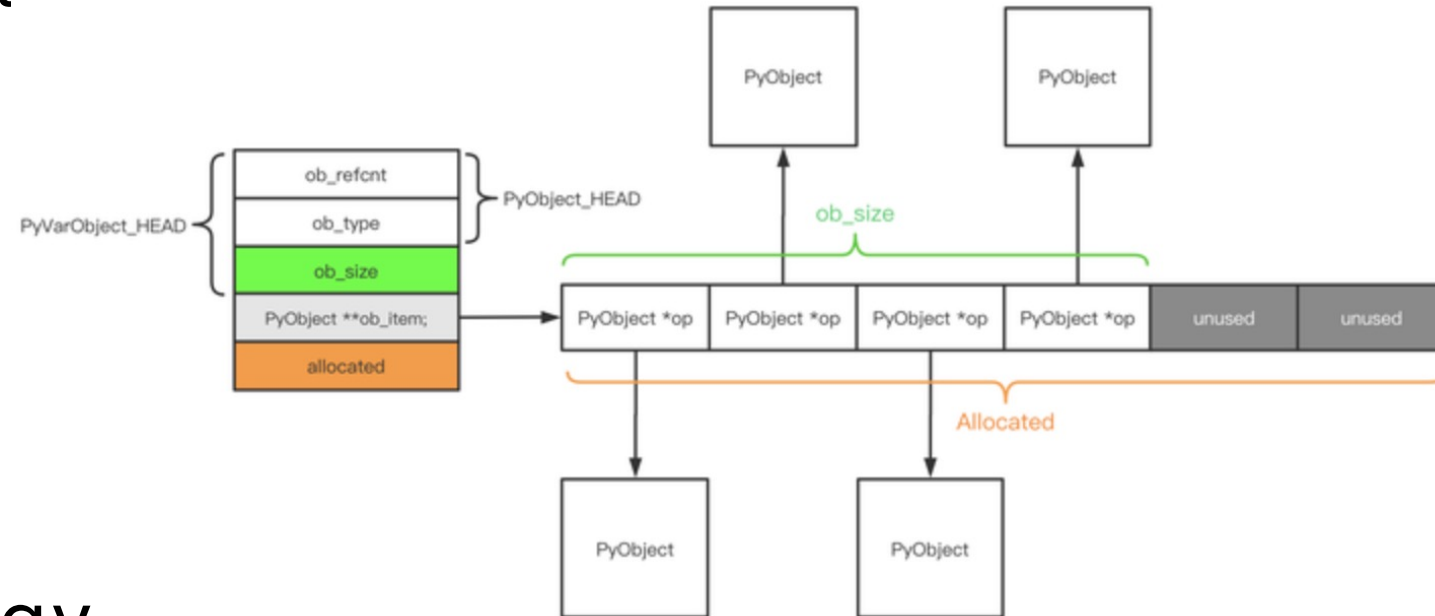 PyObject
PyObject
ob_refcnt
PyObject_HEAD
ob_type
PyVarObject_HEAD
ob_size
ob_size
PyObject **ob_item;
PyObject *op
PyObject *op
PyObject *op
PyObject *op
unused
unused
allocated
Allocated
PyObject
PyObject